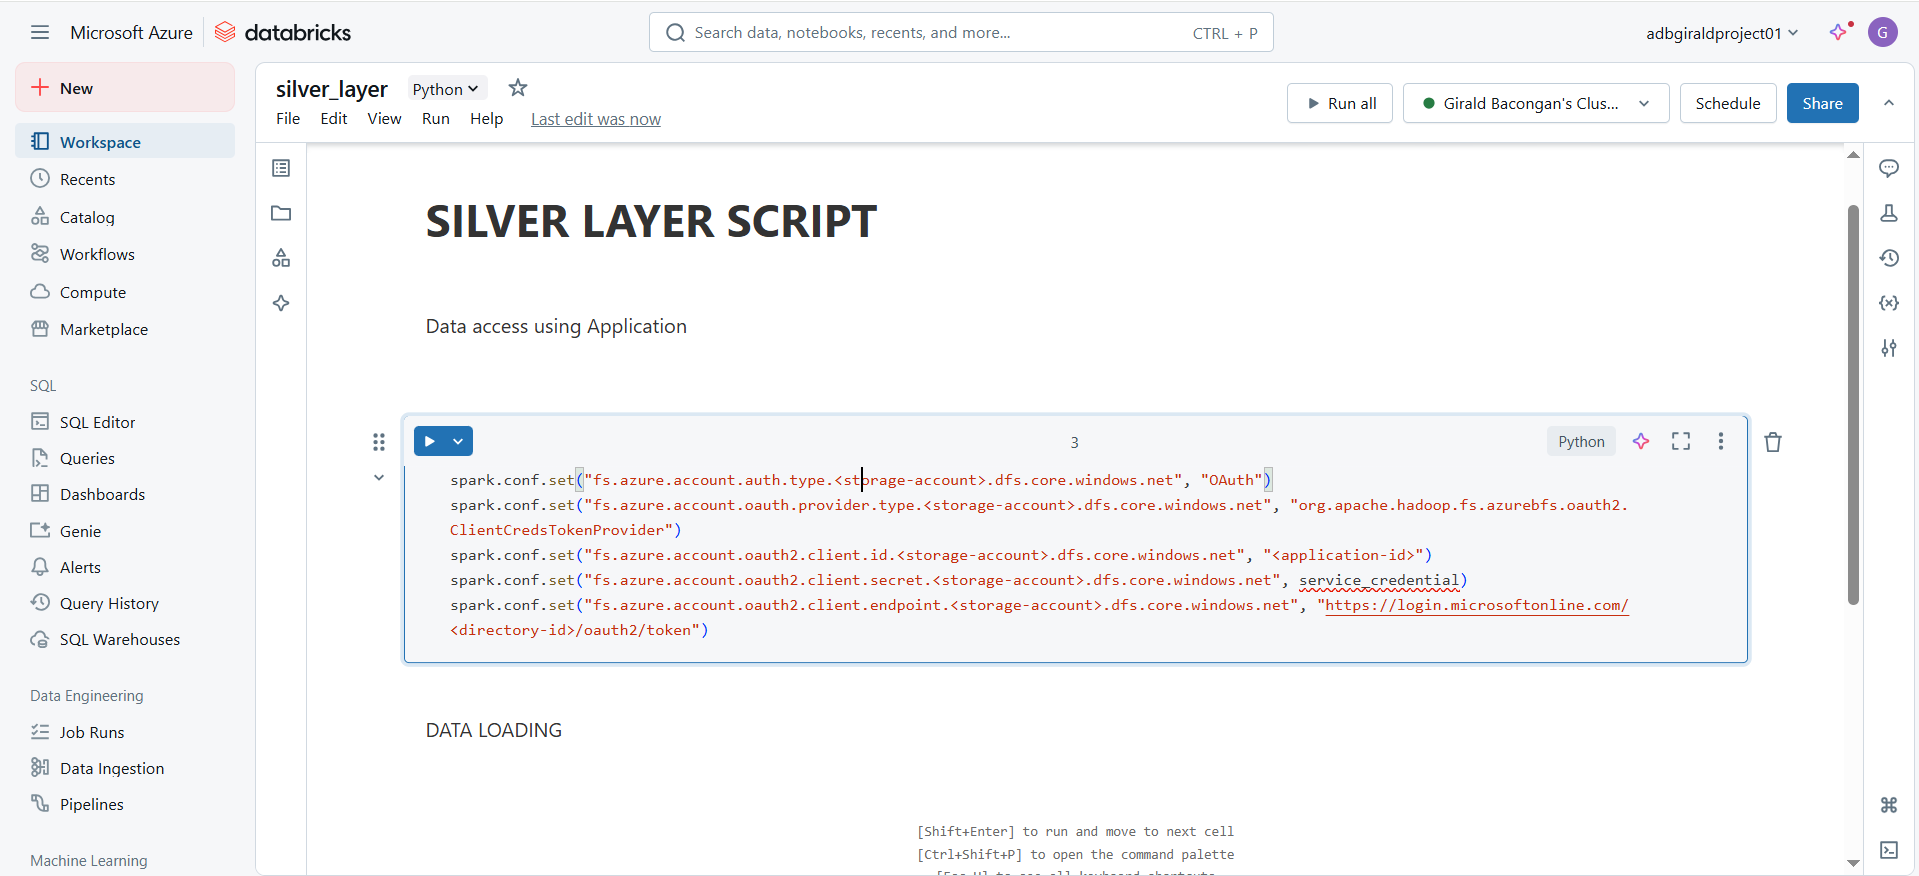 Microsoft Azure
databricks
Search data, notebooks, recents, and more...
CTRL + P
adbgiraldproject01
G
New
Workspace
Recents
Catalog
Workflows
Compute
Marketplace
SQL
SQL Editor
Queries
Dashboards
Genie
Alerts
Query History
SQL Warehouses
Data Engineering
Job Runs
Data Ingestion
Pipelines
Machine Learning
silver_layer
Python
File Edit View Run Help Last edit was now
Run all
Girald Bacongan's Clus...
Schedule
Share
SILVER LAYER SCRIPT
Data access using Application
3
Python
spark.conf.set("fs.azure.account.auth.type.<storage-account>.dfs.core.windows.net", "OAuth")
spark.conf.set("fs.azure.account.oauth.provider.type.<storage-account>.dfs.core.windows.net", "org.apache.hadoop.fs.azurebfs.oauth2.
ClientCredsTokenProvider")
spark.conf.set("fs.azure.account.oauth2.client.id.<storage-account>.dfs.core.windows.net", "<application-id>")
spark.conf.set("fs.azure.account.oauth2.client.secret.<storage-account>.dfs.core.windows.net", service_credential)
spark.conf.set("fs.azure.account.oauth2.client.endpoint.<storage-account>.dfs.core.windows.net", "https://login.microsoftonline.com/
<directory-id>/oauth2/token")
DATA LOADING
[Shift+Enter] to run and move to next cell
[Ctrl+Shift+P] to open the command palette